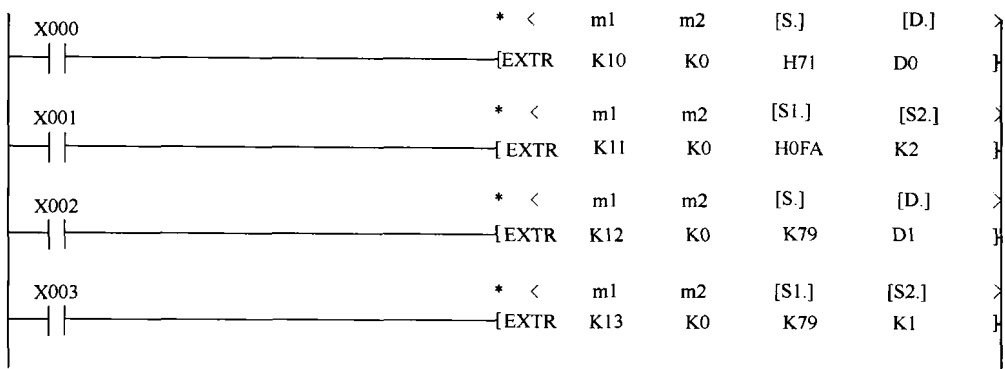 * < m1 m2 [S.] [D.] >
X000
[EXTR K10 K0 H71 D0 ]
* < m1 m2 [S1.] [S2.] >
X001
[EXTR K11 K0 H0FA K2 ]
* < m1 m2 [S.] [D.] >
X002
[EXTR K12 K0 K79 D1 ]
* < m1 m2 [S1.] [S2.] >
X003
[EXTR K13 K0 K79 K1 ]